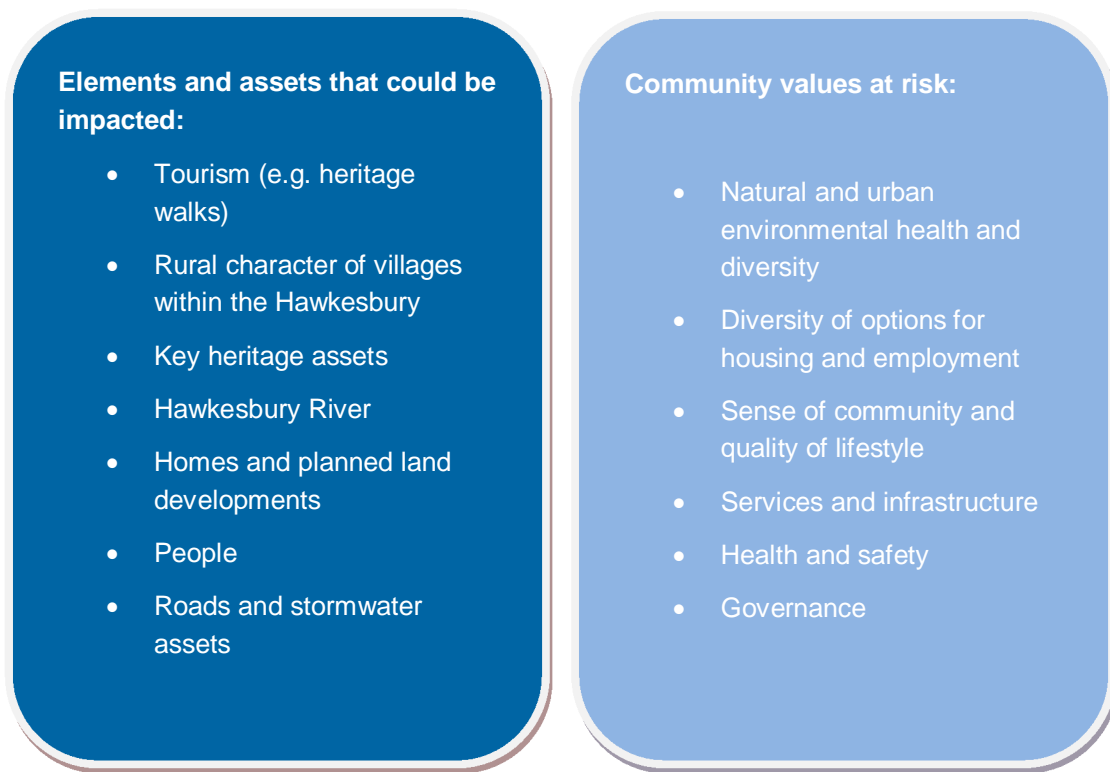 Elements and assets that could be
impacted:
• Tourism (e.g. heritage
walks)
• Rural character of villages
within the Hawkesbury
• Key heritage assets
• Hawkesbury River
• Homes and planned land
developments
• People
• Roads and stormwater
assets
Community values at risk:
• Natural and urban
environmental health and
diversity
• Diversity of options for
housing and employment
• Sense of community and
quality of lifestyle
• Services and infrastructure
• Health and safety
• Governance